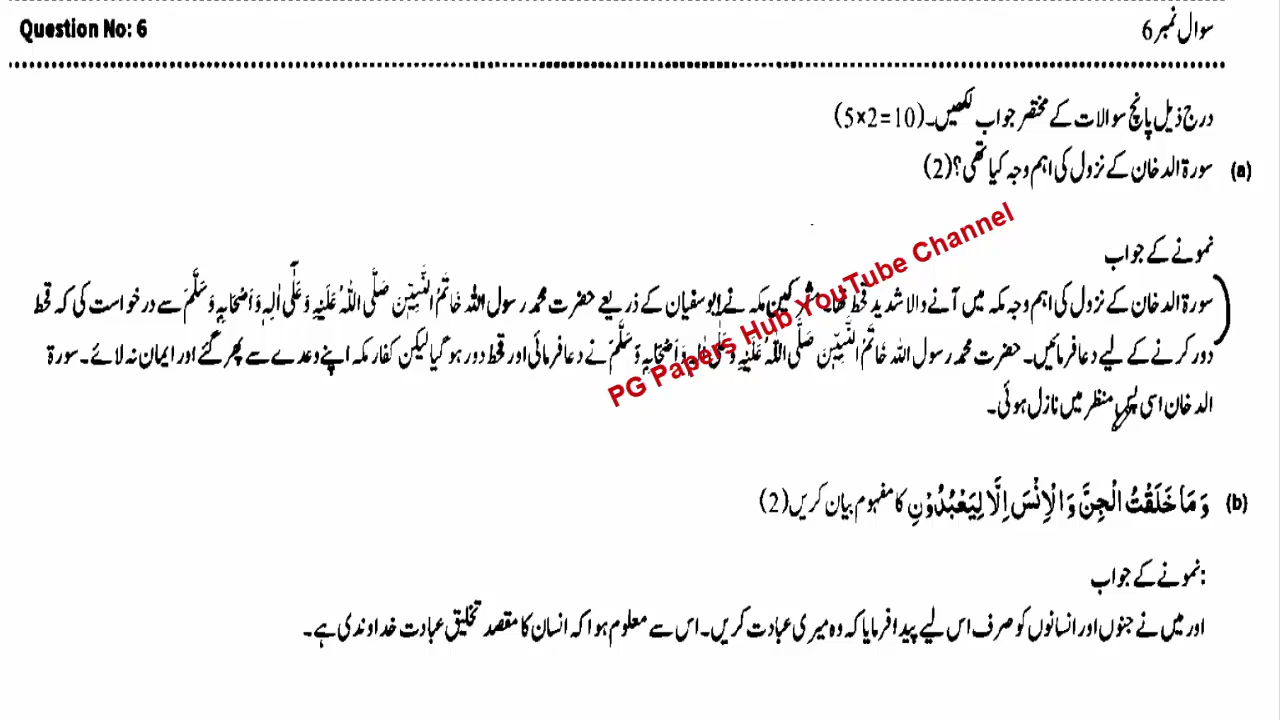 Question No: 6
سوال نمبر 6
درج ذیل پانچ سوالات کے مختصر جواب لکھیں۔ (5×2=10)
(a) سورۃ الدخان کے نزول کی اہم وجہ کیا تھی؟ (2)
نمونے کے جواب
سورۃ الدخان کے نزول کی اہم وجہ مکہ میں آنے والا شدید قحط تھا۔ مشرکین مکہ نے ابوسفیان کے ذریعے حضرت محمد رسول اللہ خَاتَمُ النَّبِیّٖنَ صَلَّی اللّٰہُ عَلَیْہِ وَعَلٰٓی اٰلِہٖ وَاَصْحَابِہٖ وَسَلَّمَ سے درخواست کی کہ قحط
دور کرنے کے لیے دعا فرمائیں۔ حضرت محمد رسول اللہ خَاتَمُ النَّبِیّٖنَ صَلَّی اللّٰہُ عَلَیْہِ وَعَلٰٓی اٰلِہٖ وَاَصْحَابِہٖ وَسَلَّمَ نے دعا فرمائی اور قحط دور ہو گیا لیکن کفار مکہ اپنے وعدے سے پھر گئے اور ایمان نہ لائے۔ سورۃ
الدخان اسی پس منظر میں نازل ہوئی۔
PG Papers Hub YouTube Channel
(b) وَمَا خَلَقْتُ الْجِنَّ وَالْاِنْسَ اِلَّا لِیَعْبُدُوْنِ کا مفہوم بیان کریں (2)
نمونے کے جواب:
اور میں نے جنوں اور انسانوں کو صرف اس لیے پیدا فرمایا کہ وہ میری عبادت کریں۔ اس سے معلوم ہوا کہ انسان کا مقصد تخلیق عبادت خداوندی ہے۔